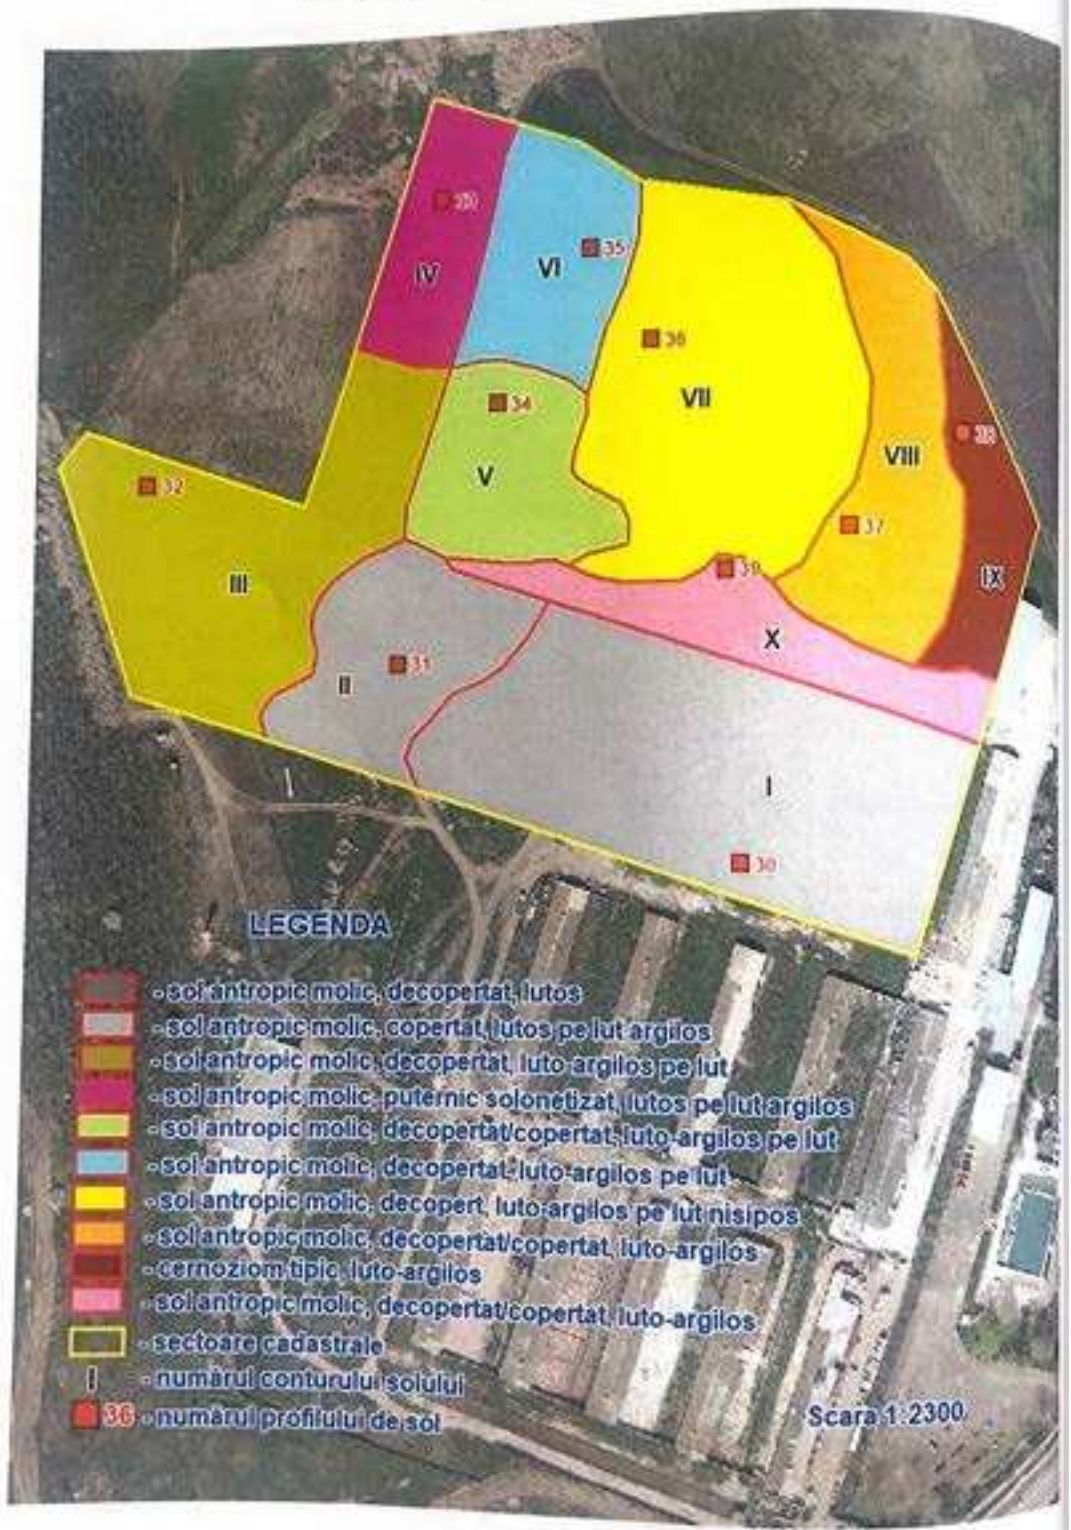 IV
VI
35
36
VII
34
V
VIII
38
32
37
III
39
IX
X
31
II
I
I
30
LEGENDA
- sol antropic molic, decopertat, lutos
- sol antropic molic, copertat, lutos pe lut argilos
- sol antropic molic, decopertat, luto-argilos pe lut
- sol antropic molic, puternic solonetizat, lutos pe lut argilos
- sol antropic molic, decopertat/copertat, luto-argilos pe lut
- sol antropic molic, decopertat, luto-argilos pe lut
- sol antropic molic, decopert, luto-argilos pe lut nisipos
- sol antropic molic, decopertat/copertat, luto-argilos
- cernoziom tipic, luto-argilos
- sol antropic molic, decopertat/copertat, luto-argilos
- sectoare cadastrale
I - numărul conturului solului
36 - numărul profilului de sol
Scara 1:2300